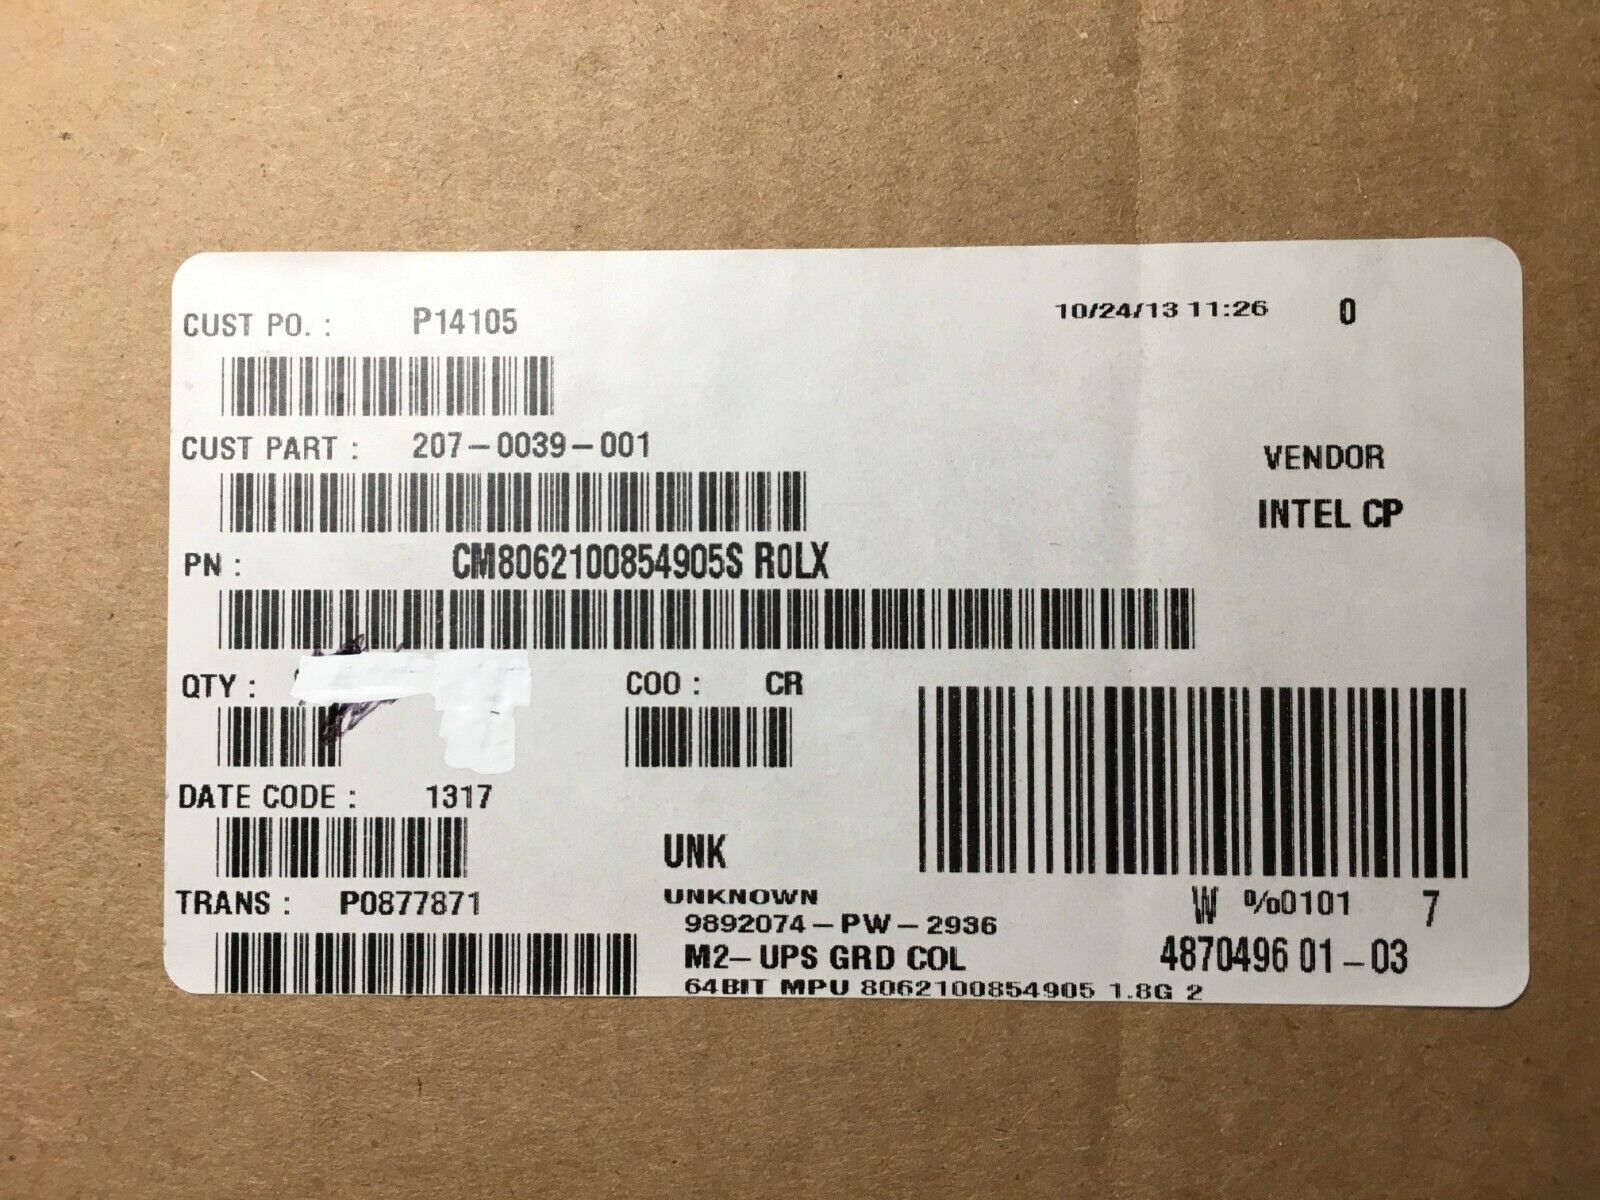 CUST PO. : P14105 10/24/13 11:26 0
CUST PART : 207-0039-001
VENDOR
INTEL CP
PN : CM8062100854905S R0LX
QTY : COO : CR
DATE CODE : 1317
UNK
TRANS : P0877871
UNKNOWN
W %0101 7
9892074-PW-2936
M2-UPS GRD COL
4870496 01-03
64BIT MPU 8062100854905 1.8G 2